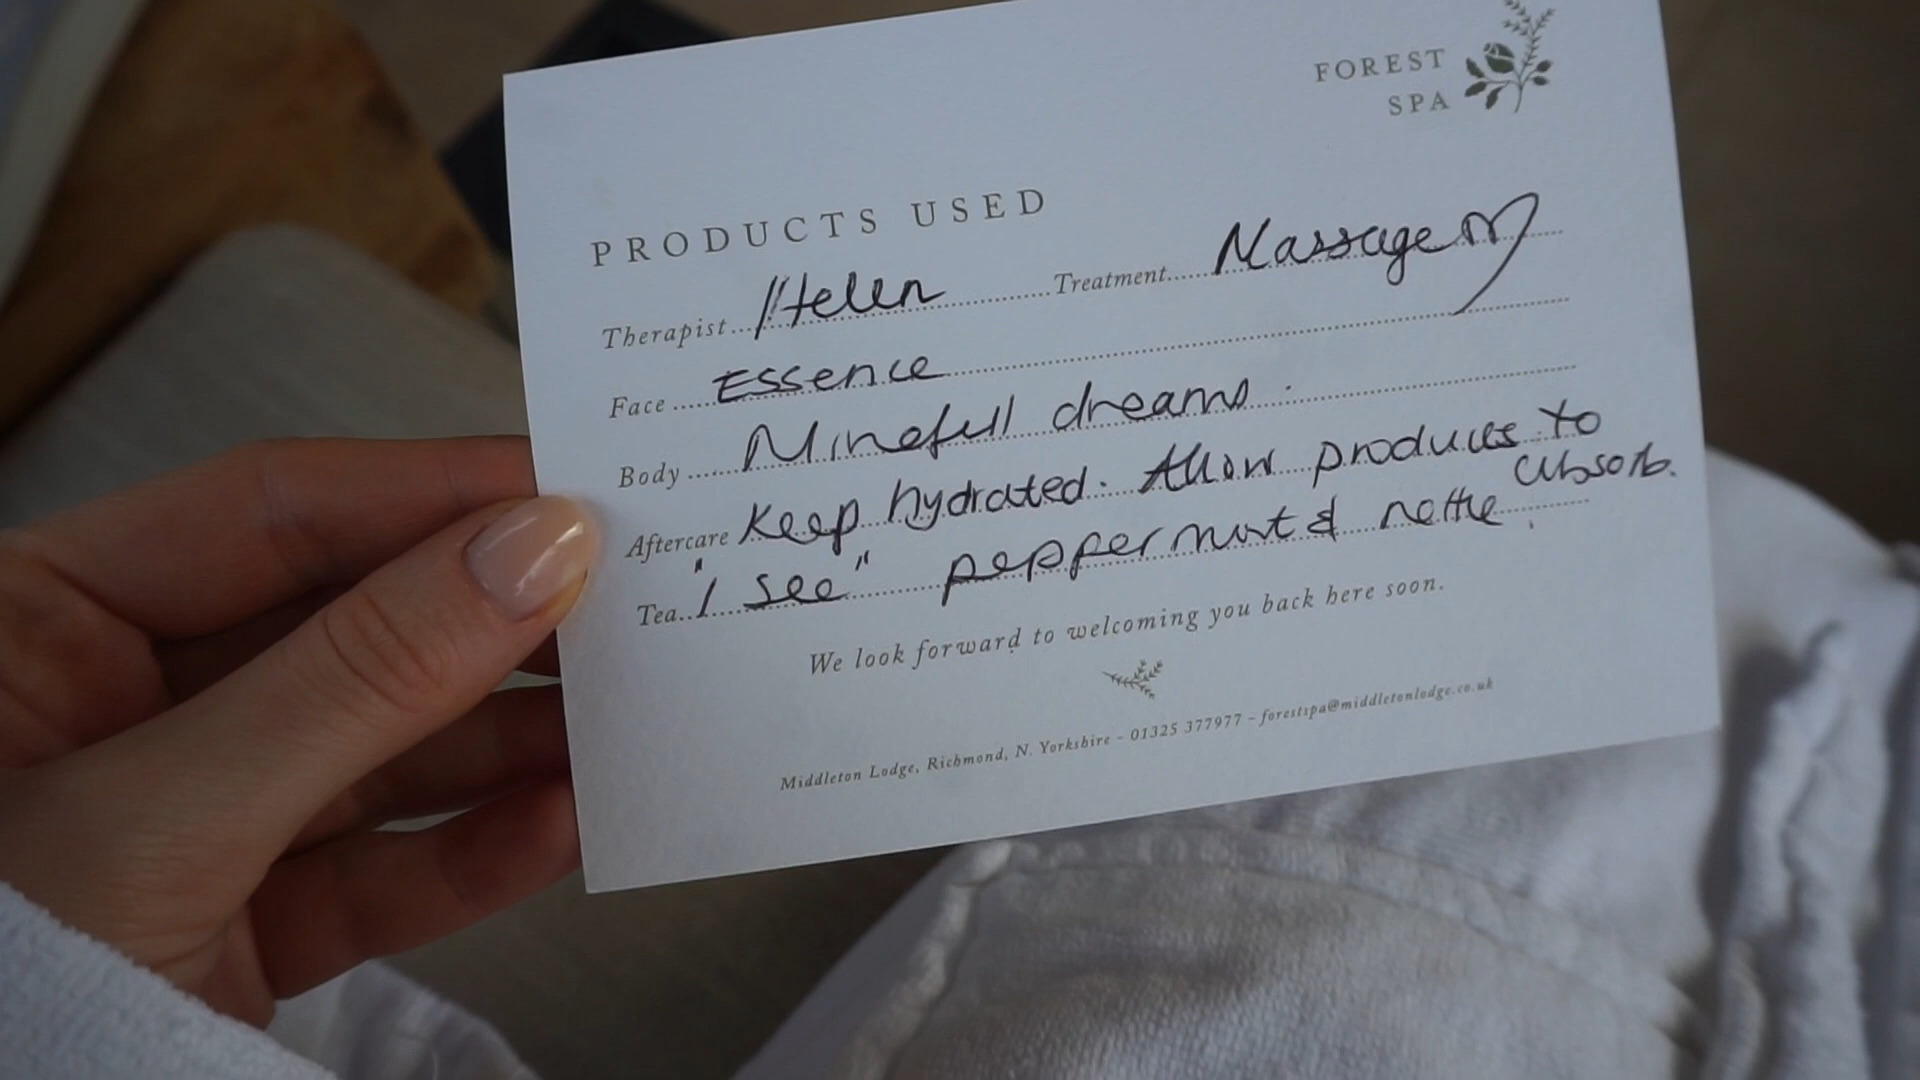 FOREST
SPA
PRODUCTS USED
Therapist Helen Treatment Massage
Face Essence
Body Minefull dreams.
Aftercare Keep hydrated. Allow produces to absorb.
Tea "I see" peppermint & nettle.
We look forward to welcoming you back here soon.
Middleton Lodge, Richmond, N. Yorkshire – 01325 377977 – forestspa@middletonlodge.co.uk